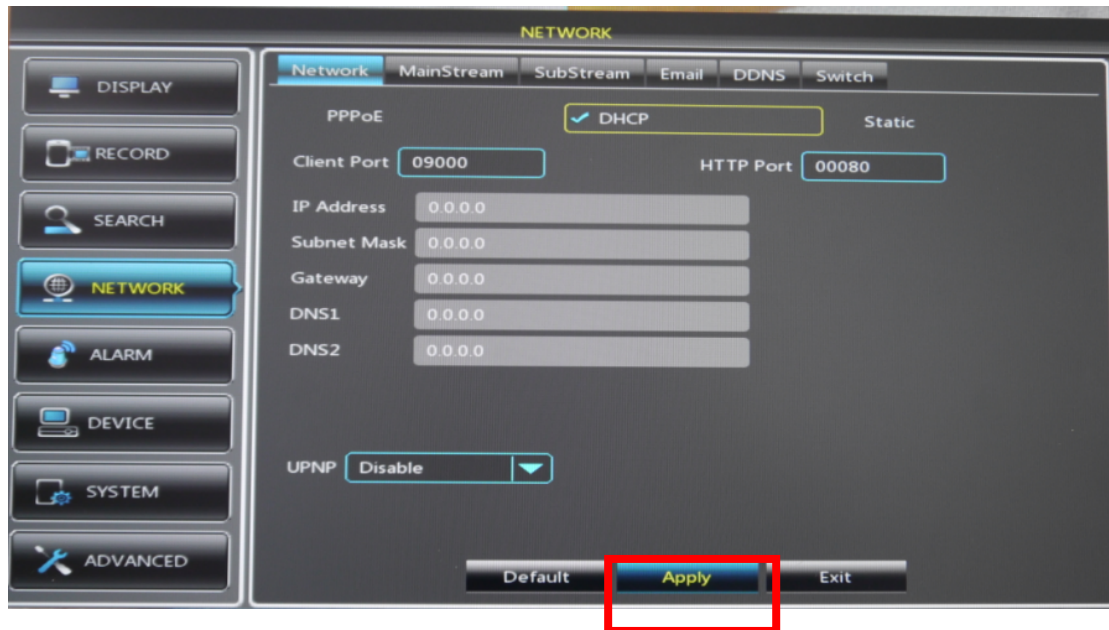 NETWORK
Network MainStream SubStream Email DDNS Switch
DISPLAY
RECORD
SEARCH
NETWORK
ALARM
DEVICE
SYSTEM
ADVANCED
PPPoE DHCP Static
Client Port 09000 HTTP Port 00080
IP Address 0.0.0.0
Subnet Mask 0.0.0.0
Gateway 0.0.0.0
DNS1 0.0.0.0
DNS2 0.0.0.0
UPNP Disable
Default Apply Exit